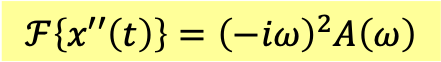 ℱ{x′′(t)} = (−iω)²A(ω)